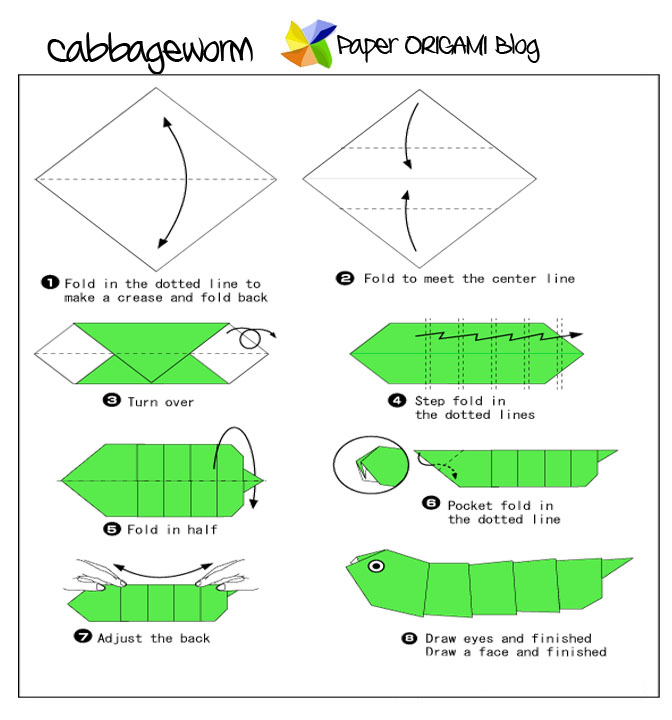 cabbageworm
Paper ORIGAMI Blog
1 Fold in the dotted line to
make a crease and fold back
2 Fold to meet the center line
3 Turn over
4 Step fold in
the dotted lines
5 Fold in half
6 Pocket fold in
the dotted line
7 Adjust the back
8 Draw eyes and finished
Draw a face and finished